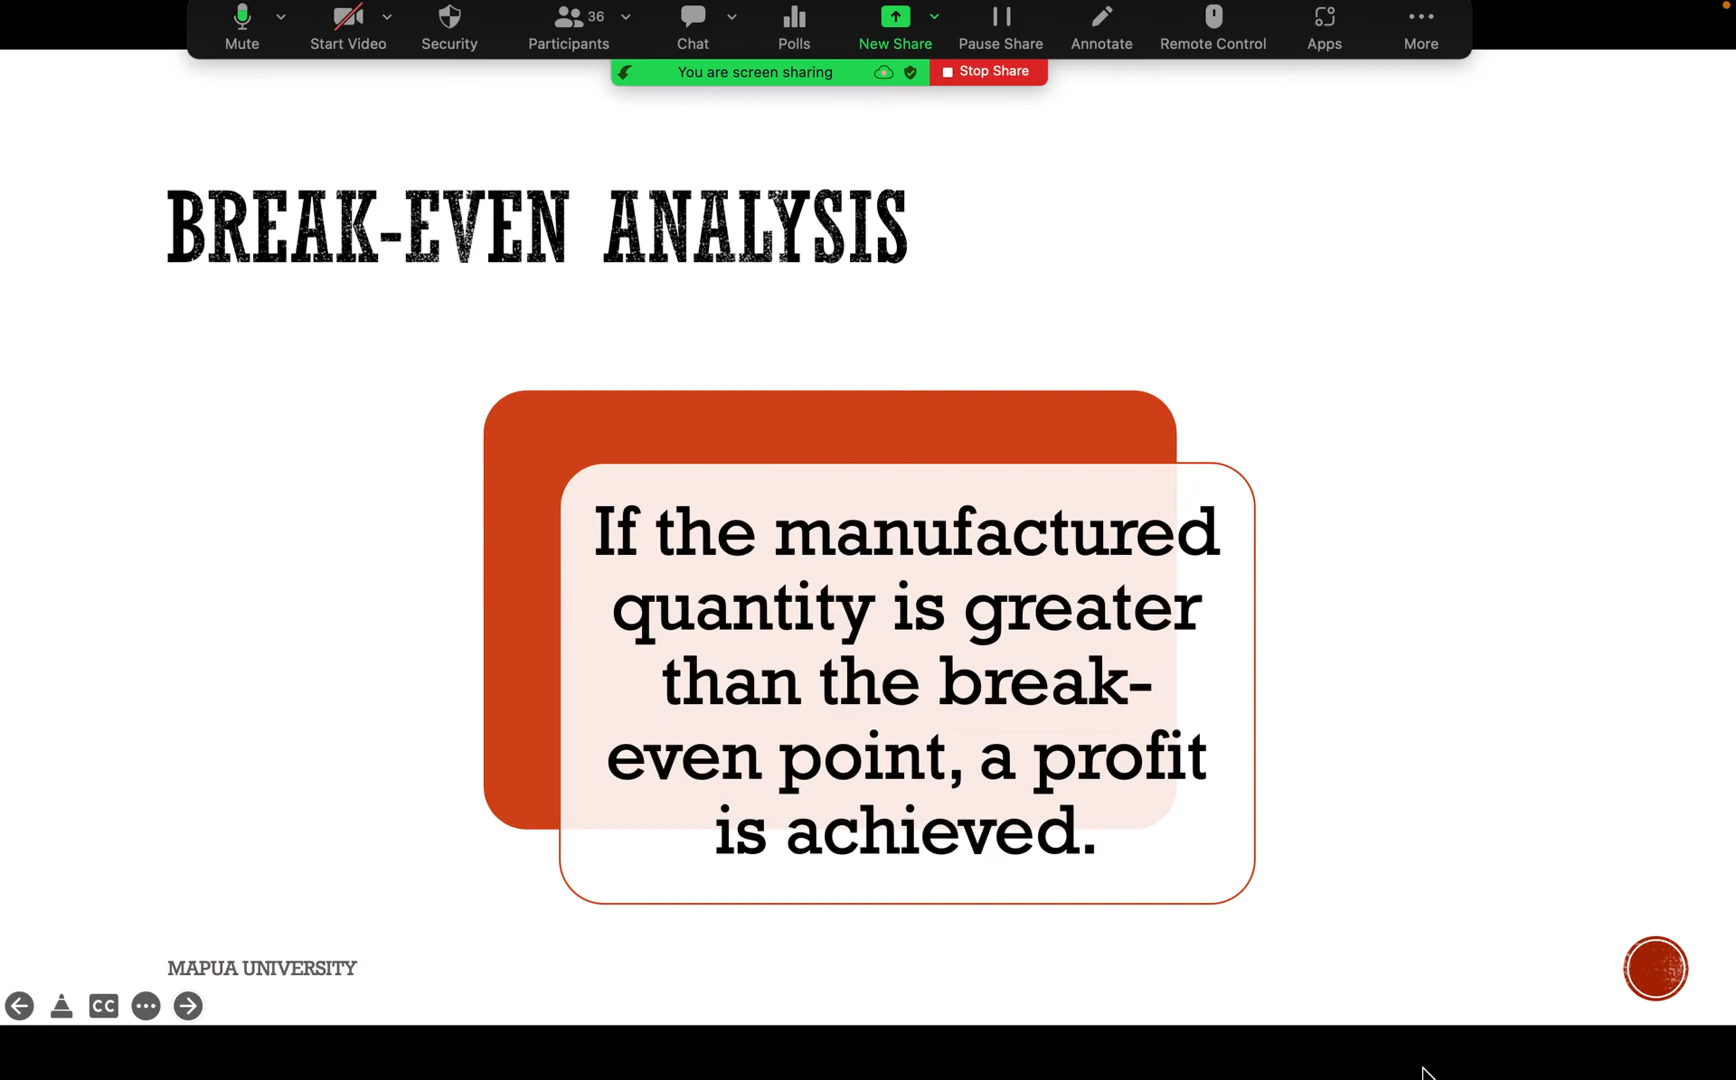 36
Mute
Start Video
Security
Participants
Chat
Polls
New Share
Pause Share
Annotate
Remote Control
Apps
More
You are screen sharing
Stop Share
BREAK-EVEN ANALYSIS
If the manufactured
quantity is greater
than the break-
even point, a profit
is achieved.
MAPUA UNIVERSITY
CC